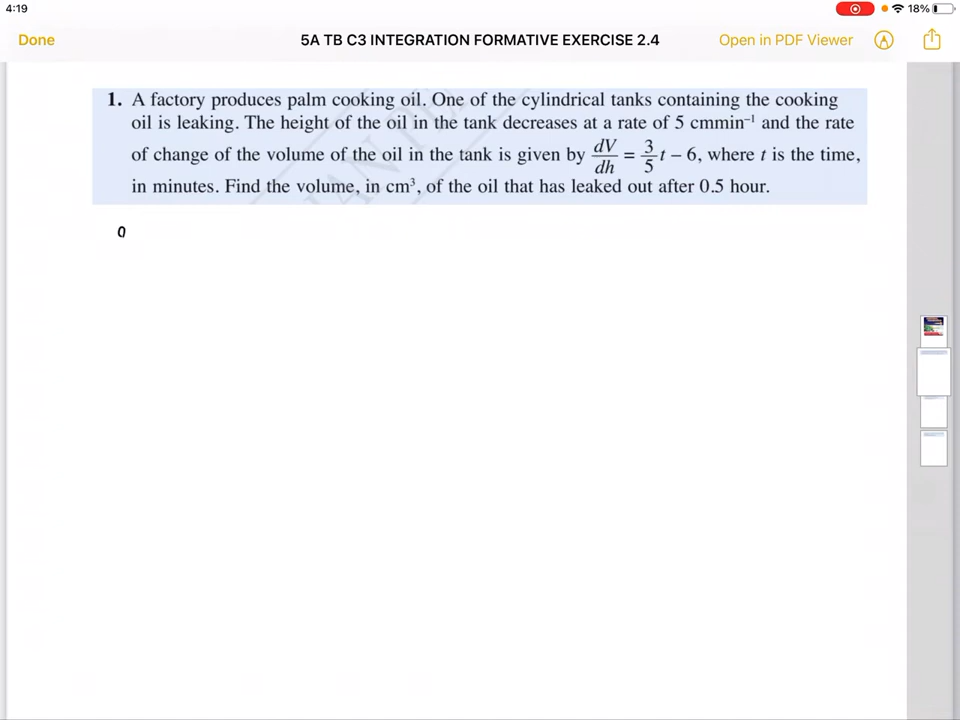 4:19
18%
Done
5A TB C3 INTEGRATION FORMATIVE EXERCISE 2.4
Open in PDF Viewer
1. A factory produces palm cooking oil. One of the cylindrical tanks containing the cooking
oil is leaking. The height of the oil in the tank decreases at a rate of 5 cmmin⁻¹ and the rate
of change of the volume of the oil in the tank is given by dV/dh = 3/5 t – 6, where t is the time,
in minutes. Find the volume, in cm³, of the oil that has leaked out after 0.5 hour.